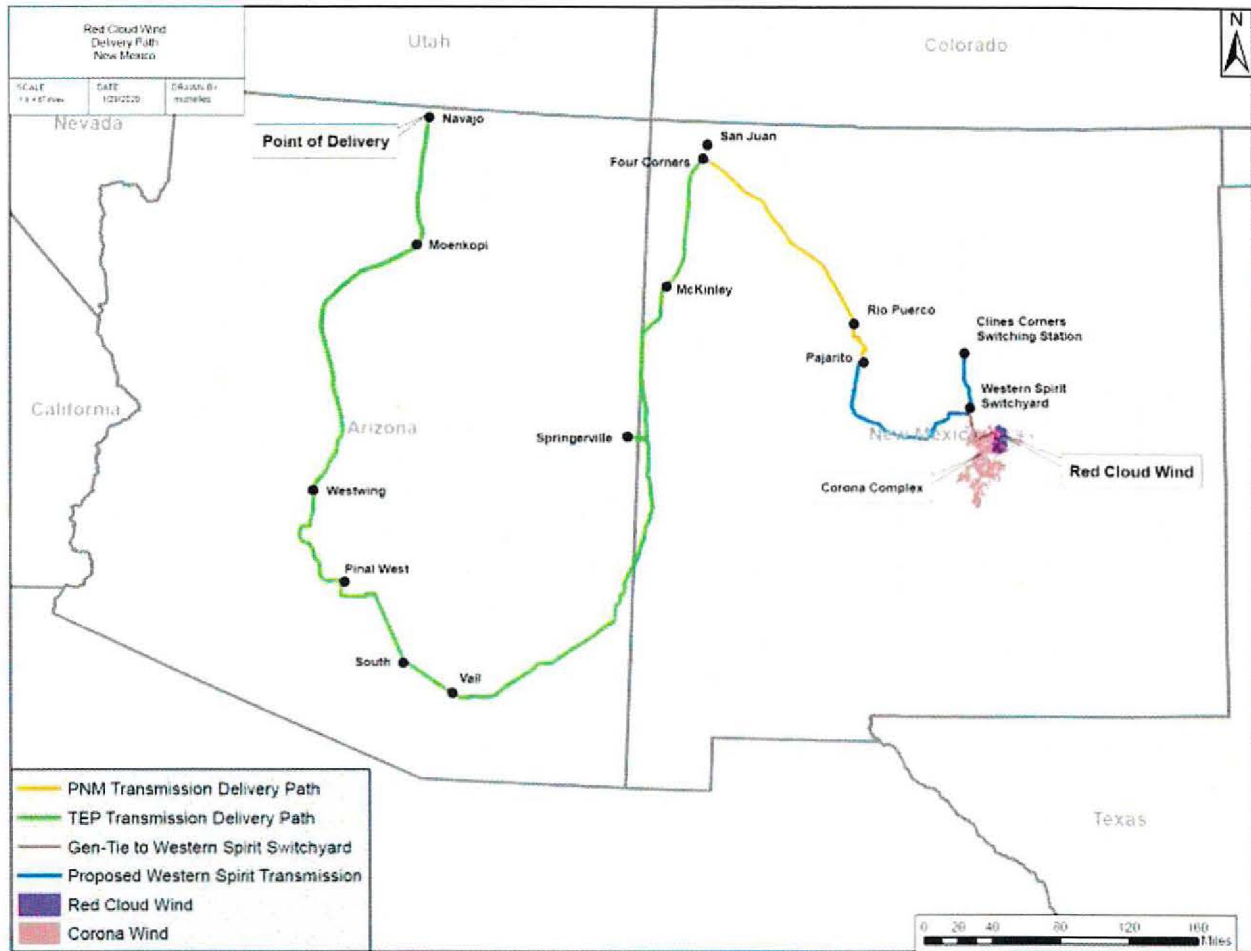 Red Cloud Wind
Delivery Path
New Mexico
SCALE
DATE
DRAWN BY
1/29/2020
michelles
N
Utah
Colorado
Nevada
Navajo
Point of Delivery
San Juan
Four Corners
Moenkopi
McKinley
Rio Puerco
Clines Corners
Switching Station
Pajarito
Western Spirit
Switchyard
California
Arizona
Springerville
New Mexico
Red Cloud Wind
Corona Complex
Westwing
Pinal West
South
Vail
PNM Transmission Delivery Path
TEP Transmission Delivery Path
Gen-Tie to Western Spirit Switchyard
Proposed Western Spirit Transmission
Red Cloud Wind
Corona Wind
Texas
0 20 40 80 120 160
Miles